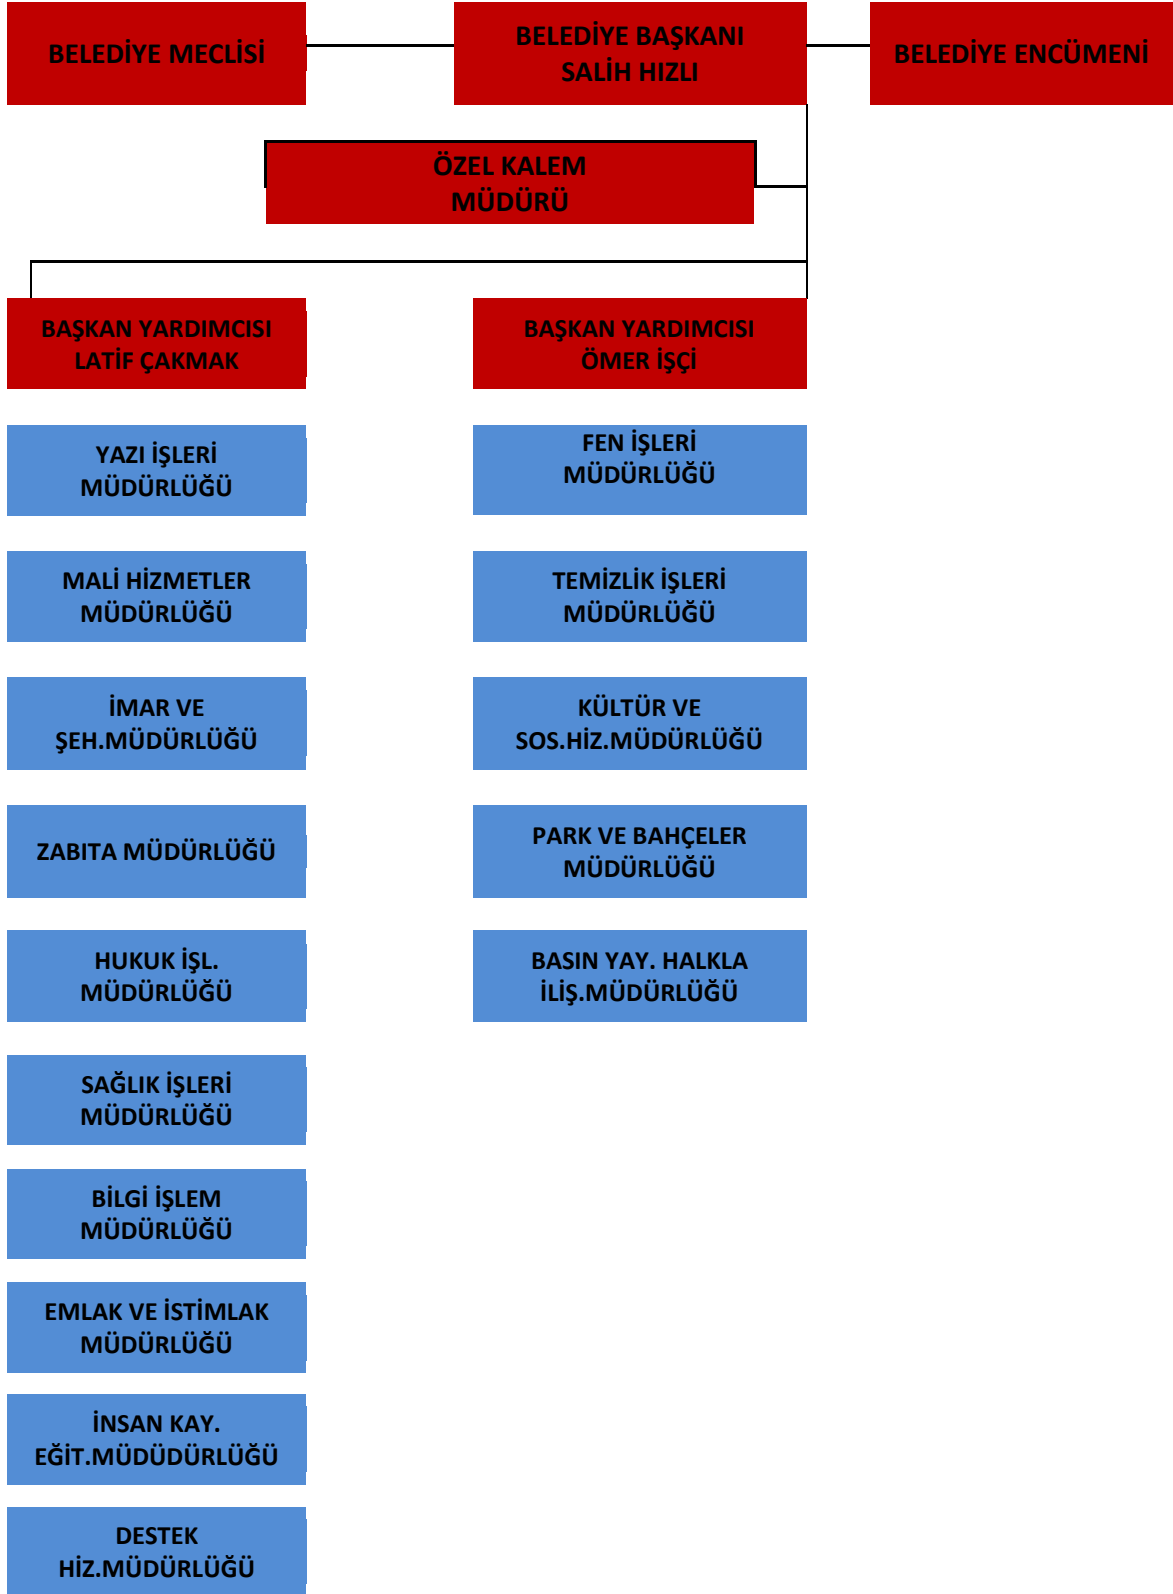 BELEDİYE MECLİSİ
BELEDİYE BAŞKANI
SALİH HIZLI
BELEDİYE ENCÜMENİ
ÖZEL KALEM
MÜDÜRÜ
BAŞKAN YARDIMCISI
LATİF ÇAKMAK
BAŞKAN YARDIMCISI
ÖMER İŞÇİ
YAZI İŞLERİ
MÜDÜRLÜĞÜ
FEN İŞLERİ
MÜDÜRLÜĞÜ
MALİ HİZMETLER
MÜDÜRLÜĞÜ
TEMİZLİK İŞLERİ
MÜDÜRLÜĞÜ
İMAR VE
ŞEH.MÜDÜRLÜĞÜ
KÜLTÜR VE
SOS.HİZ.MÜDÜRLÜĞÜ
ZABITA MÜDÜRLÜĞÜ
PARK VE BAHÇELER
MÜDÜRLÜĞÜ
HUKUK İŞL.
MÜDÜRLÜĞÜ
BASIN YAY. HALKLA
İLİŞ.MÜDÜRLÜĞÜ
SAĞLIK İŞLERİ
MÜDÜRLÜĞÜ
BİLGİ İŞLEM
MÜDÜRLÜĞÜ
EMLAK VE İSTİMLAK
MÜDÜRLÜĞÜ
İNSAN KAY.
EĞİT.MÜDÜDÜRLÜĞÜ
DESTEK
HİZ.MÜDÜRLÜĞÜ